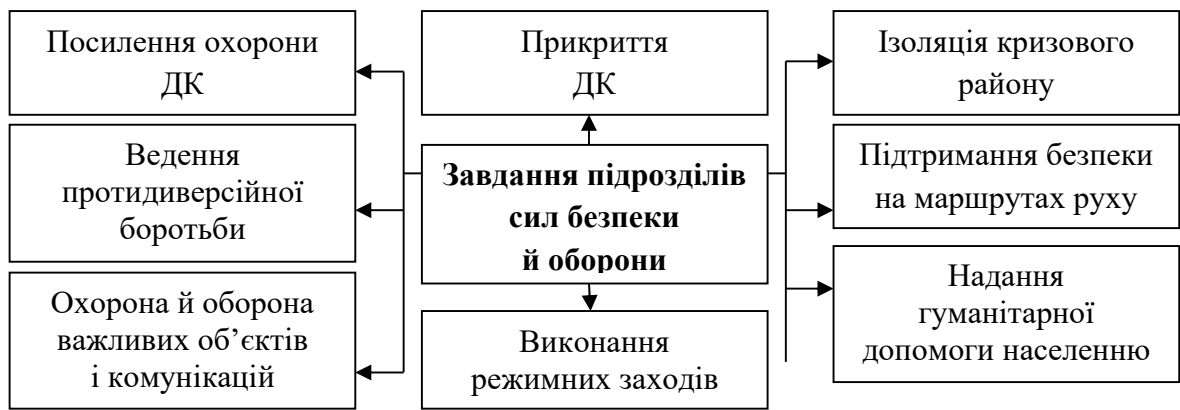 Посилення охорони
ДК
Прикриття
ДК
Ізоляція кризового
району
Ведення
протидиверсійної
боротьби
Завдання підрозділів
сил безпеки
й оборони
Підтримання безпеки
на маршрутах руху
Охорона й оборона
важливих об’єктів
і комунікацій
Виконання
режимних заходів
Надання
гуманітарної
допомоги населенню